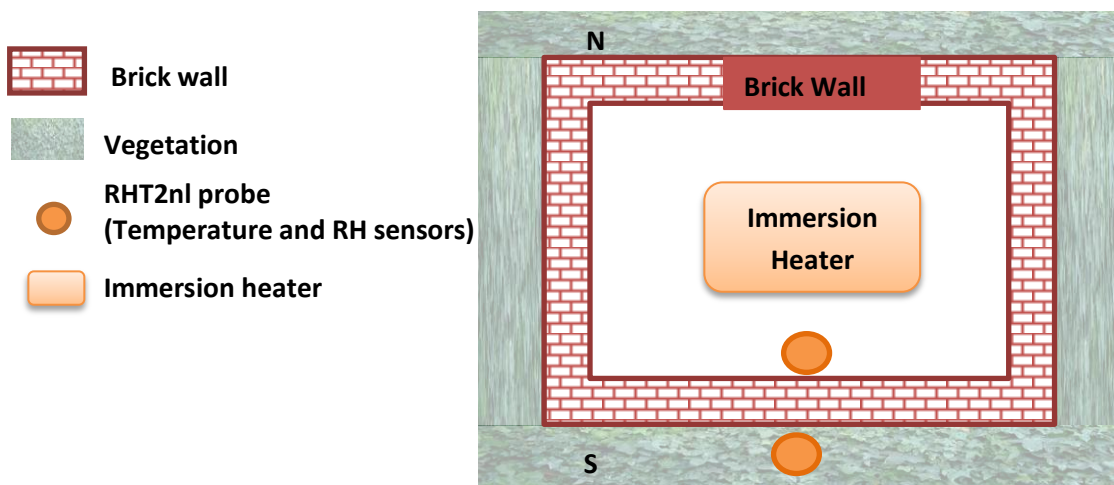 Brick wall
Vegetation
RHT2nl probe
(Temperature and RH sensors)
Immersion heater
N
Brick Wall
Immersion
Heater
S